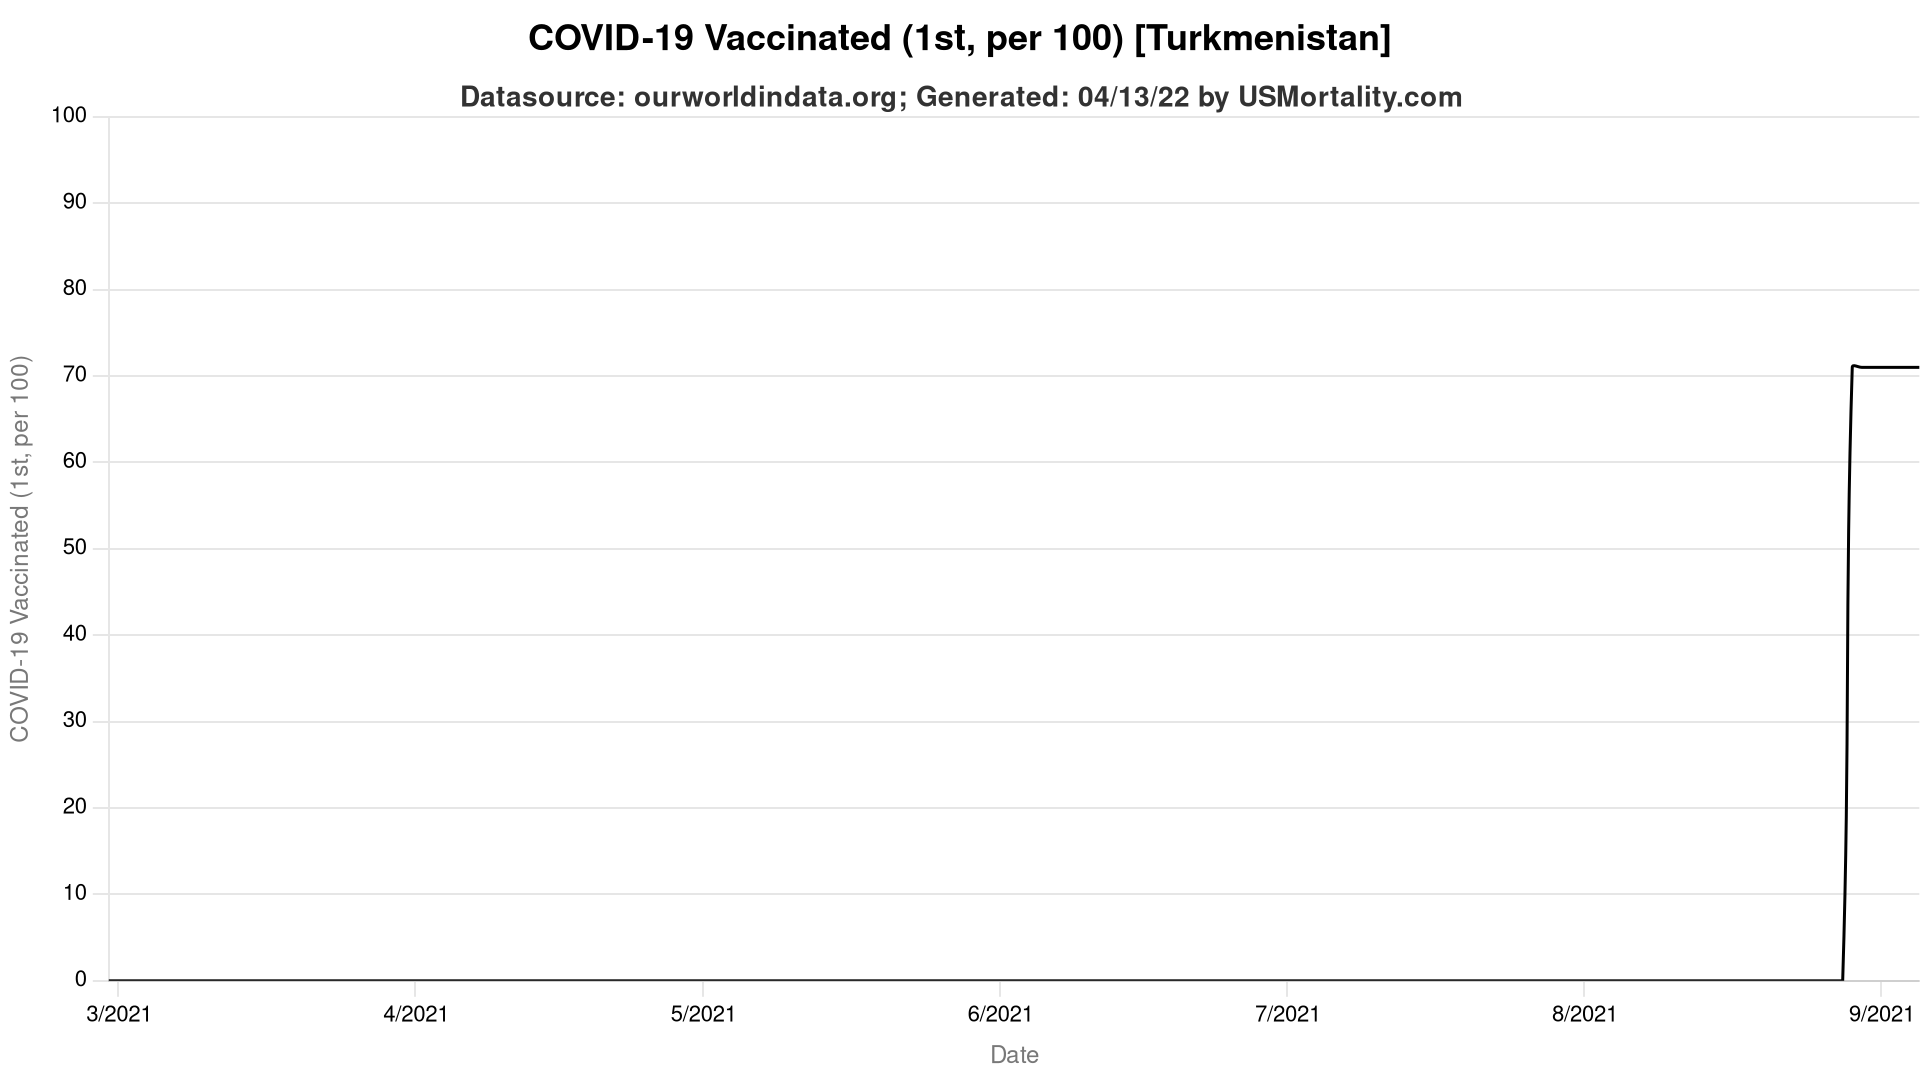 COVID-19 Vaccinated (1st, per 100) [Turkmenistan]
Datasource: ourworldindata.org; Generated: 04/13/22 by USMortality.com
100
90
80
70
60
50
40
30
20
10
0
COVID-19 Vaccinated (1st, per 100)
3/2021 4/2021 5/2021 6/2021 7/2021 8/2021 9/2021
Date